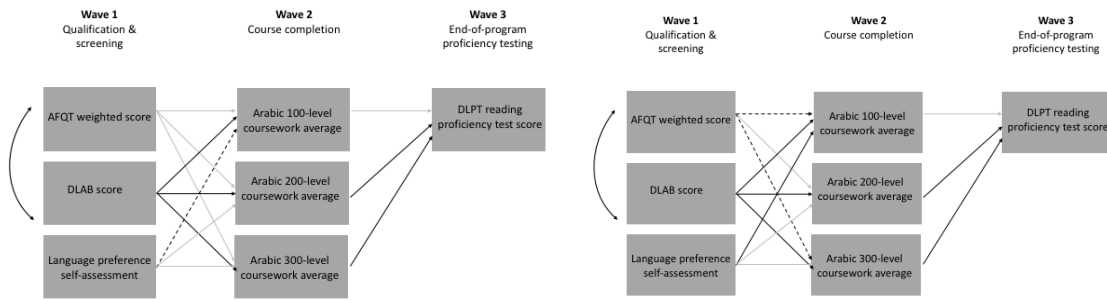 Wave 1
Qualification &
screening
Wave 2
Course completion
Wave 3
End-of-program
proficiency testing
AFQT weighted score
DLAB score
Language preference
self-assessment
Arabic 100-level
coursework average
Arabic 200-level
coursework average
Arabic 300-level
coursework average
DLPT reading
proficiency test score
Wave 1
Qualification &
screening
Wave 2
Course completion
Wave 3
End-of-program
proficiency testing
AFQT weighted score
DLAB score
Language preference
self-assessment
Arabic 100-level
coursework average
Arabic 200-level
coursework average
Arabic 300-level
coursework average
DLPT reading
proficiency test score